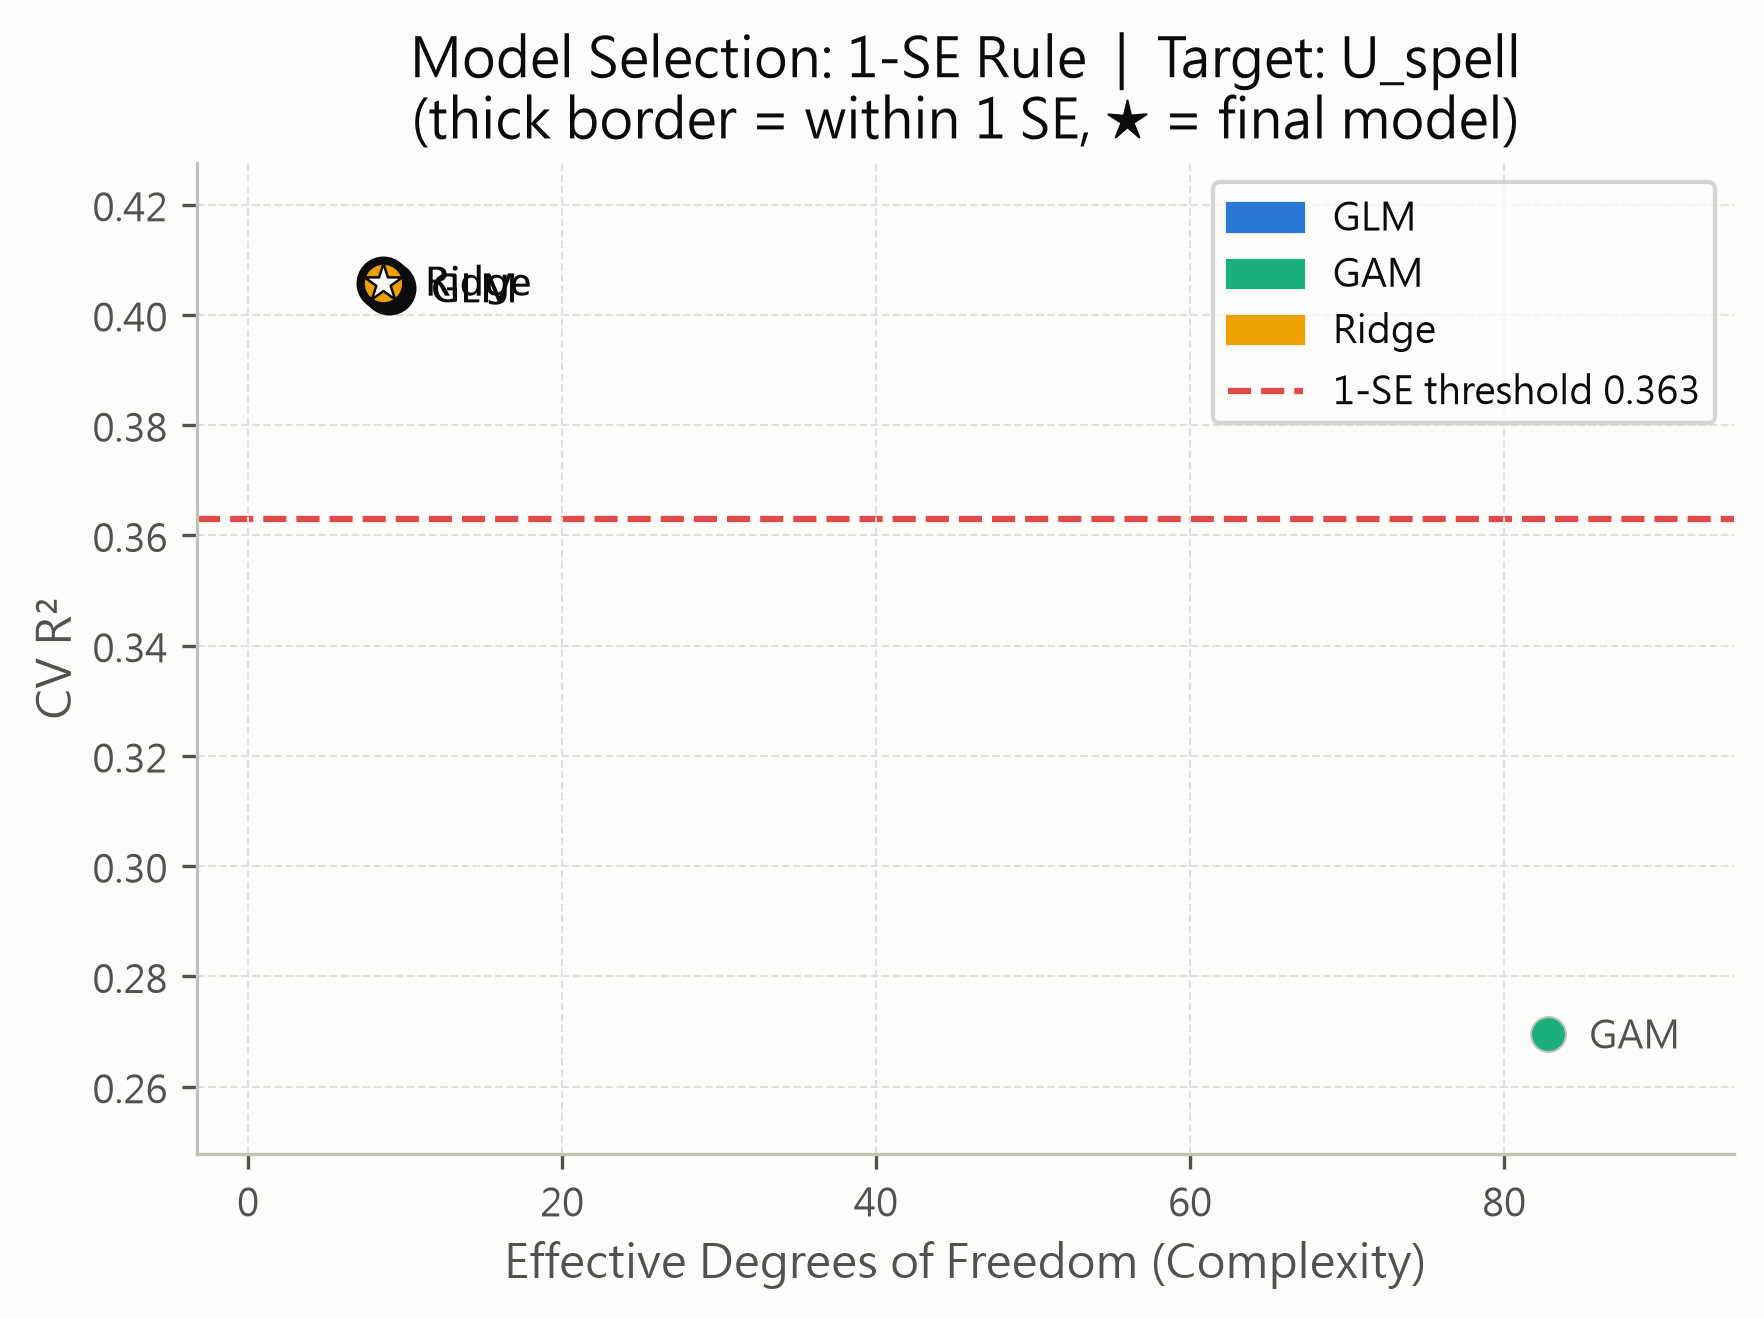 Model Selection: 1-SE Rule | Target: U_spell
(thick border = within 1 SE, ★ = final model)
0.42
0.40
0.38
0.36
0.34
0.32
0.30
0.28
0.26
CV R²
Ridge
GLM
GLM
GAM
Ridge
1-SE threshold 0.363
GAM
0
20
40
60
80
Effective Degrees of Freedom (Complexity)